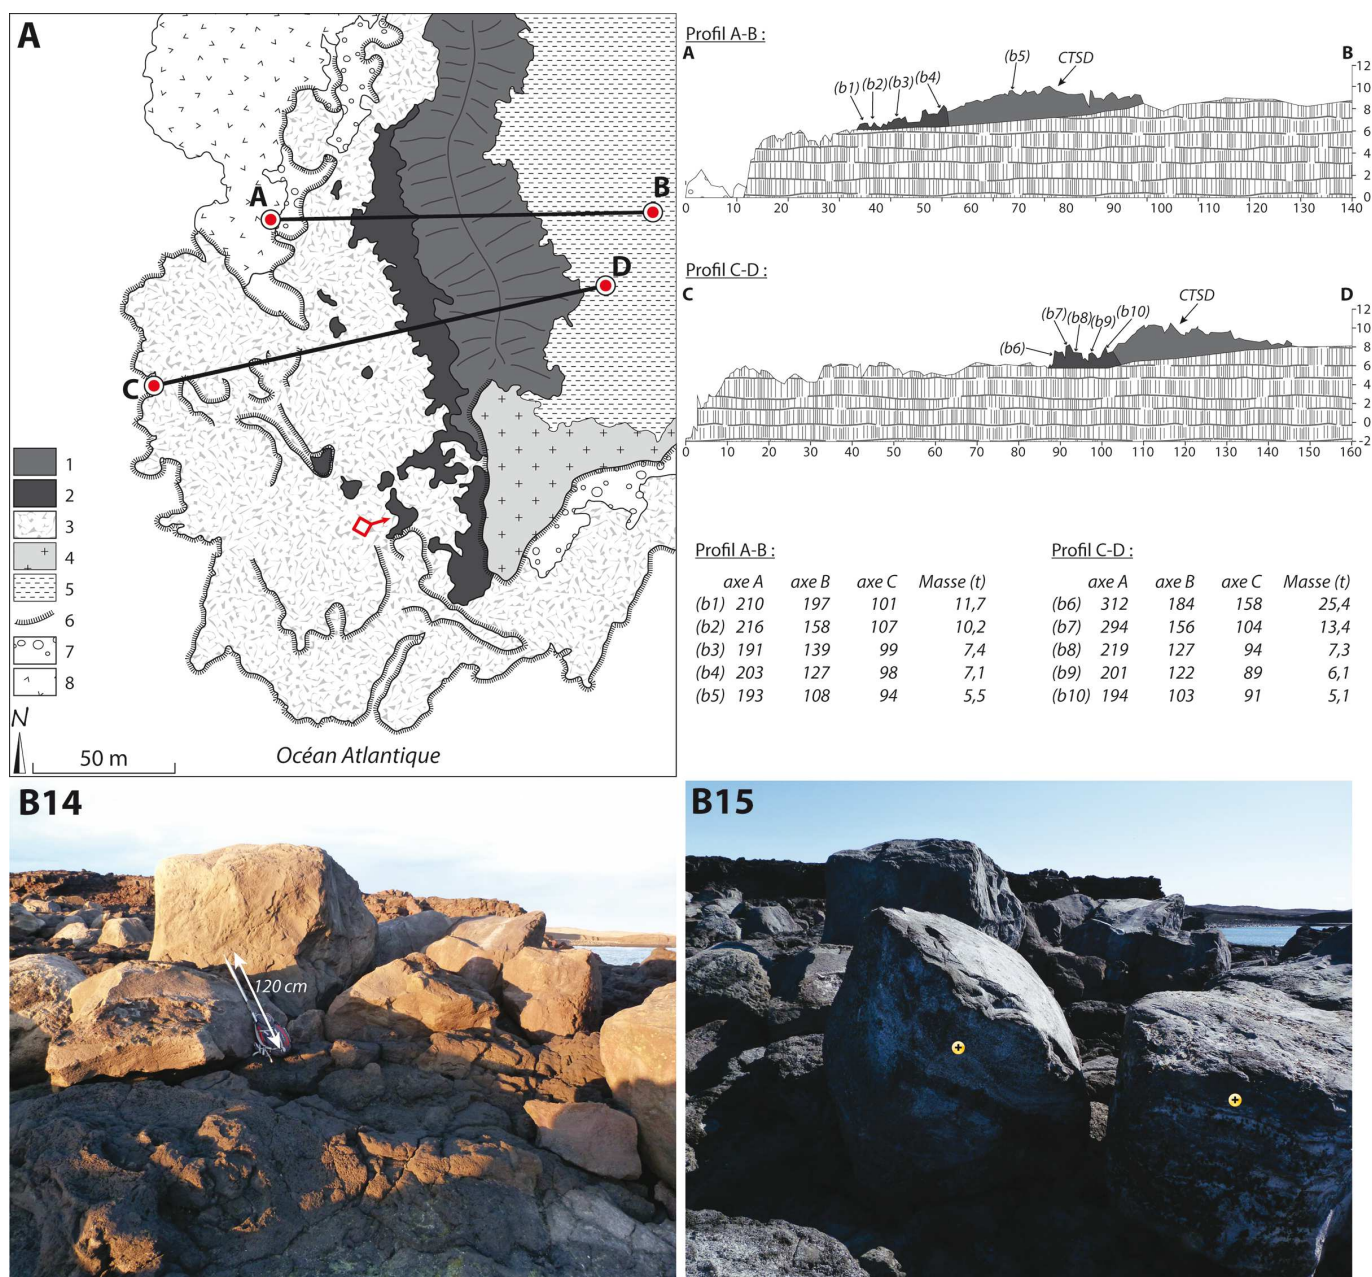 A
A
B
D
C
1
2
3
4
5
6
7
8
N
50 m
Océan Atlantique
Profil A-B :
A
B
(b1)
(b2)
(b3)
(b4)
(b5)
CTSD
12
10
8
6
4
2
0
0 10 20 30 40 50 60 70 80 90 100 110 120 130 140
Profil C-D :
C
D
(b6)
(b7)
(b8)
(b9)
(b10)
CTSD
12
10
8
6
4
2
0
-2
10 20 30 40 50 60 70 80 90 100 110 120 130 140 150 160
Profil A-B :
axe A axe B axe C Masse (t)
(b1) 210 197 101 11,7
(b2) 216 158 107 10,2
(b3) 191 139 99 7,4
(b4) 203 127 98 7,1
(b5) 193 108 94 5,5
Profil C-D :
axe A axe B axe C Masse (t)
(b6) 312 184 158 25,4
(b7) 294 156 104 13,4
(b8) 219 127 94 7,3
(b9) 201 122 89 6,1
(b10) 194 103 91 5,1
B14
120 cm
B15